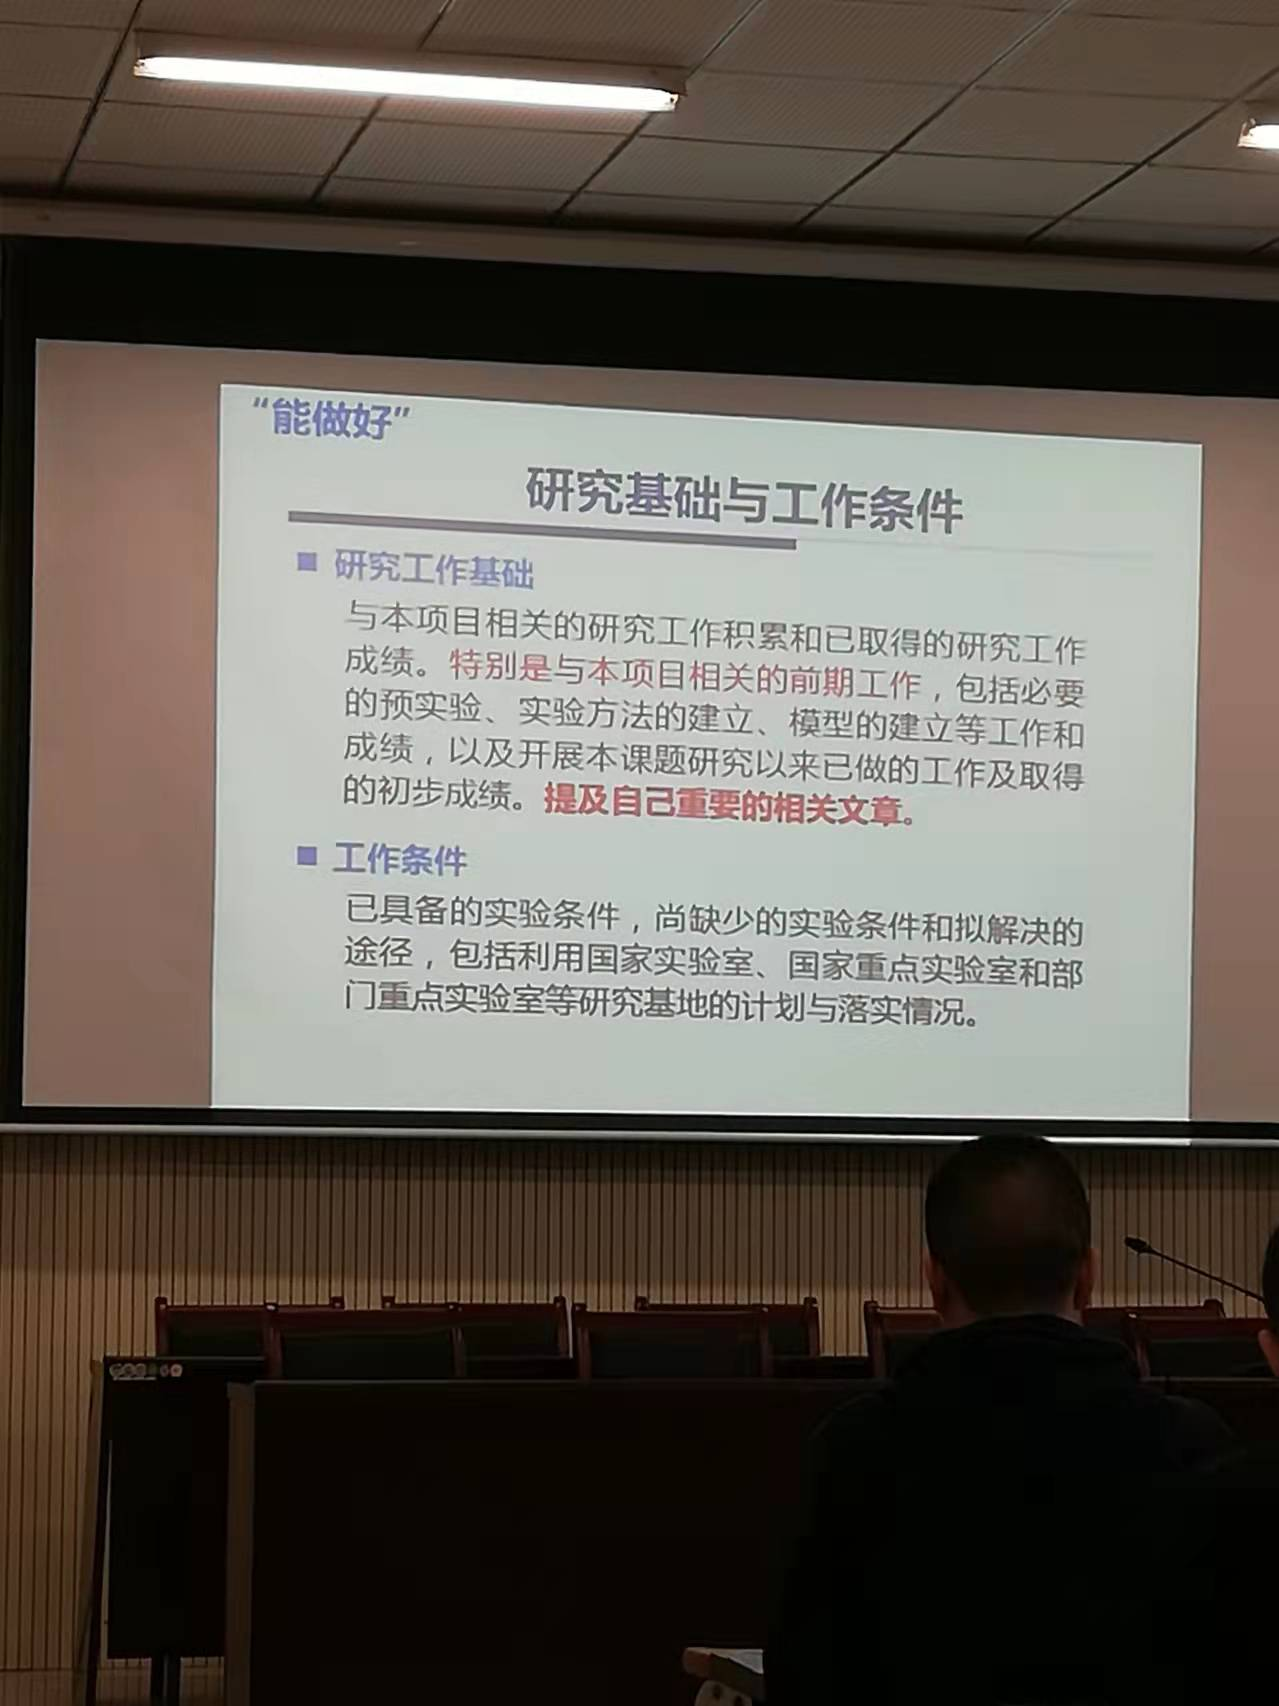 “能做好”
研究基础与工作条件
■ 研究工作基础
与本项目相关的研究工作积累和已取得的研究工作
成绩。特别是与本项目相关的前期工作，包括必要
的预实验、实验方法的建立、模型的建立等工作和
成绩，以及开展本课题研究以来已做的工作及取得
的初步成绩。提及自己重要的相关文章。
■ 工作条件
已具备的实验条件，尚缺少的实验条件和拟解决的
途径，包括利用国家实验室、国家重点实验室和部
门重点实验室等研究基地的计划与落实情况。